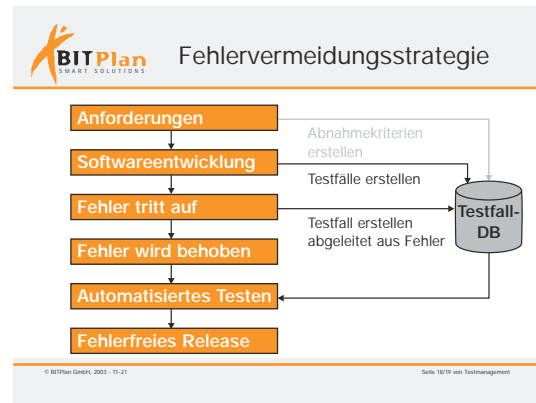 BITPlan
SMART SOLUTIONS
Fehlervermeidungsstrategie
Anforderungen
Abnahmekriterien
erstellen
Softwareentwicklung
Testfälle erstellen
Fehler tritt auf
Testfall erstellen
abgeleitet aus Fehler
Testfall-
DB
Fehler wird behoben
Automatisiertes Testen
Fehlerfreies Release
© BITPlan GmbH, 2003 - 11-21
Seite 18/19 von Testmanagement